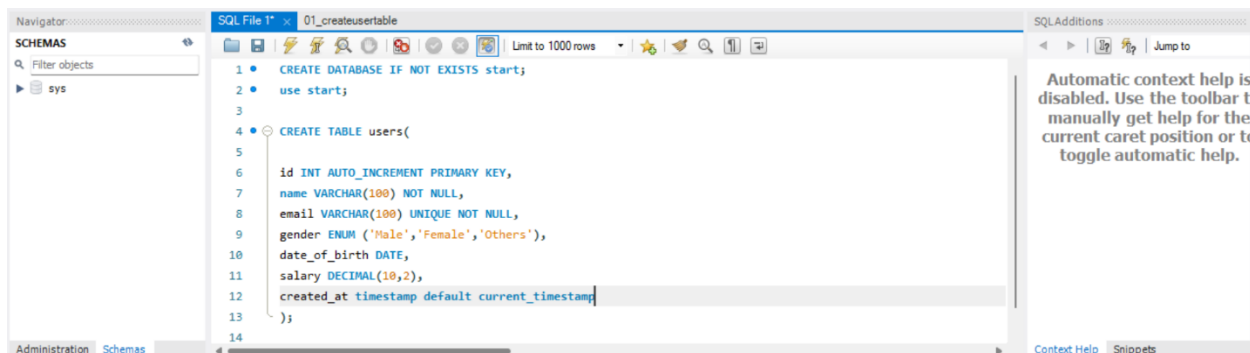 Navigator
SCHEMAS
Filter objects
sys
Administration Schemas
SQL File 1* × 01_createusertable
Limit to 1000 rows
1 CREATE DATABASE IF NOT EXISTS start;
2 use start;
3
4 CREATE TABLE users(
5
6 id INT AUTO_INCREMENT PRIMARY KEY,
7 name VARCHAR(100) NOT NULL,
8 email VARCHAR(100) UNIQUE NOT NULL,
9 gender ENUM ('Male','Female','Others'),
10 date_of_birth DATE,
11 salary DECIMAL(10,2),
12 created_at timestamp default current_timestamp
13 );
14
SQLAdditions
Jump to
Automatic context help is
disabled. Use the toolbar t
manually get help for the
current caret position or to
toggle automatic help.
Context Help Snippets